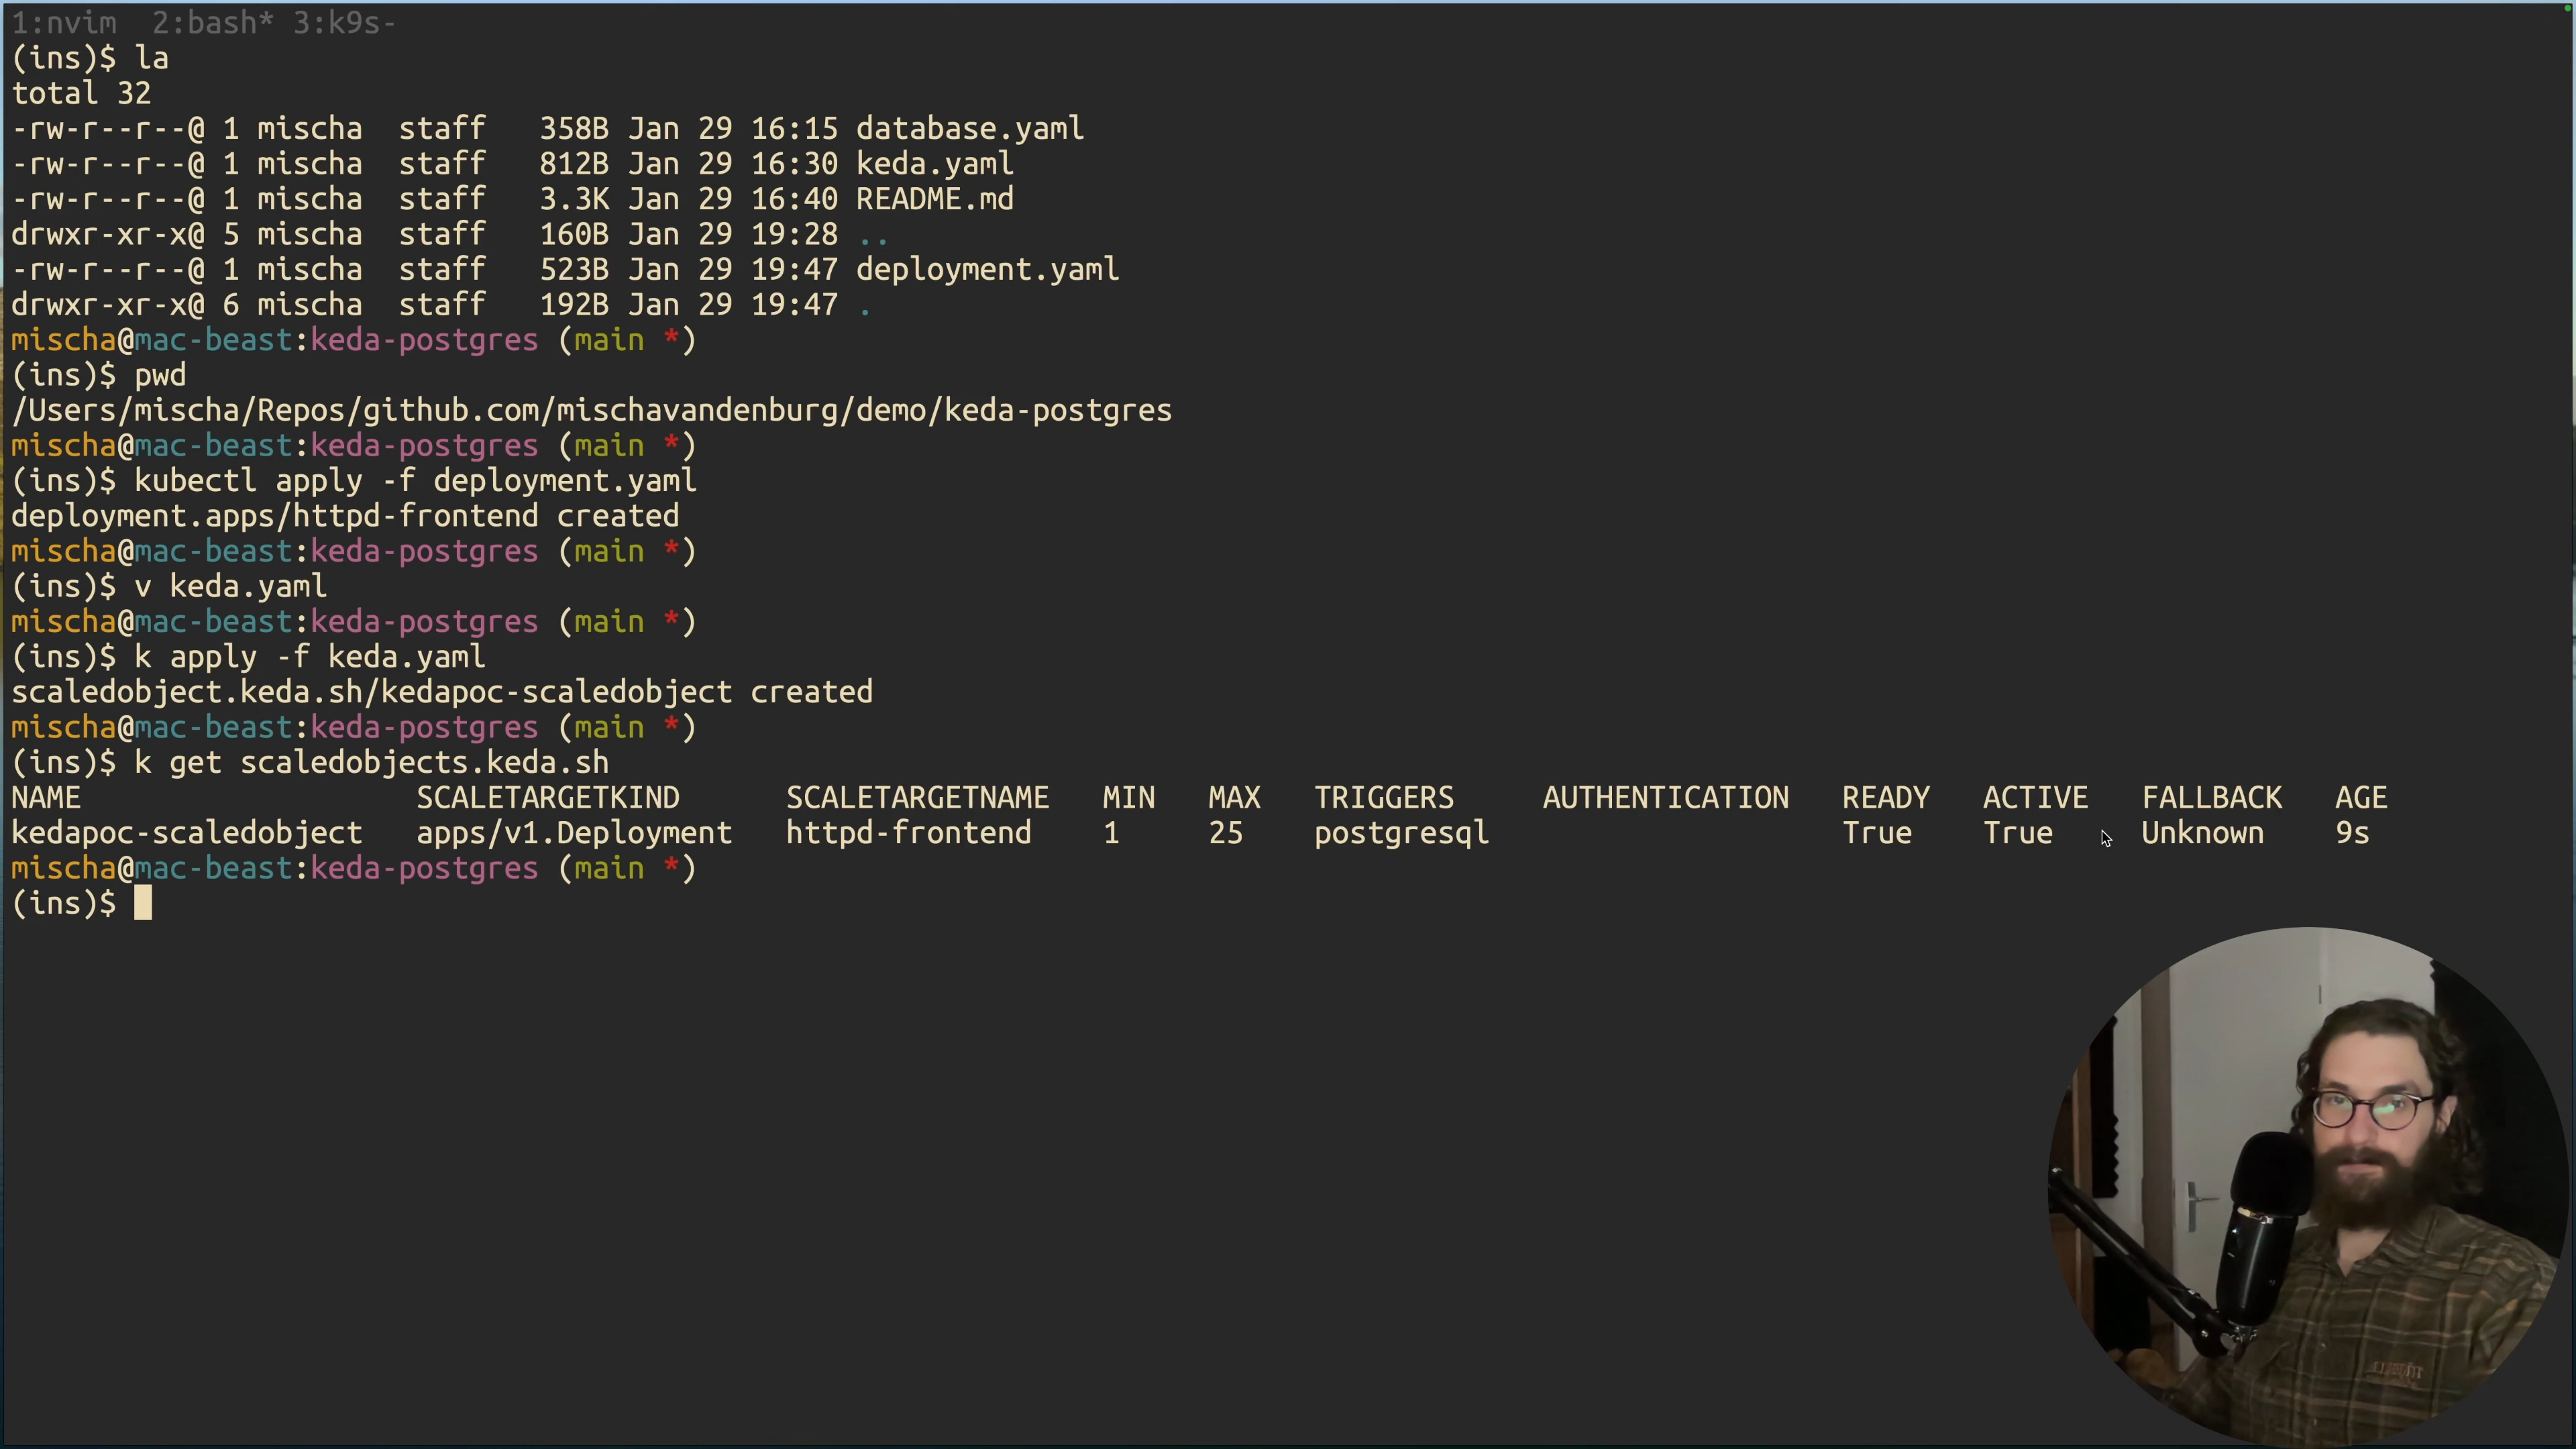 1:nvim  2:bash* 3:k9s-
(ins)$ la
total 32
-rw-r--r--@ 1 mischa  staff   358B Jan 29 16:15 database.yaml
-rw-r--r--@ 1 mischa  staff   812B Jan 29 16:30 keda.yaml
-rw-r--r--@ 1 mischa  staff   3.3K Jan 29 16:40 README.md
drwxr-xr-x@ 5 mischa  staff   160B Jan 29 19:28 ..
-rw-r--r--@ 1 mischa  staff   523B Jan 29 19:47 deployment.yaml
drwxr-xr-x@ 6 mischa  staff   192B Jan 29 19:47 .
mischa@mac-beast:keda-postgres (main *)
(ins)$ pwd
/Users/mischa/Repos/github.com/mischavandenburg/demo/keda-postgres
mischa@mac-beast:keda-postgres (main *)
(ins)$ kubectl apply -f deployment.yaml
deployment.apps/httpd-frontend created
mischa@mac-beast:keda-postgres (main *)
(ins)$ v keda.yaml
mischa@mac-beast:keda-postgres (main *)
(ins)$ k apply -f keda.yaml
scaledobject.keda.sh/kedapoc-scaledobject created
mischa@mac-beast:keda-postgres (main *)
(ins)$ k get scaledobjects.keda.sh
NAME                   SCALETARGETKIND      SCALETARGETNAME   MIN   MAX   TRIGGERS     AUTHENTICATION   READY   ACTIVE   FALLBACK   AGE
kedapoc-scaledobject   apps/v1.Deployment   httpd-frontend    1     25    postgresql                    True    True     Unknown    9s
mischa@mac-beast:keda-postgres (main *)
(ins)$